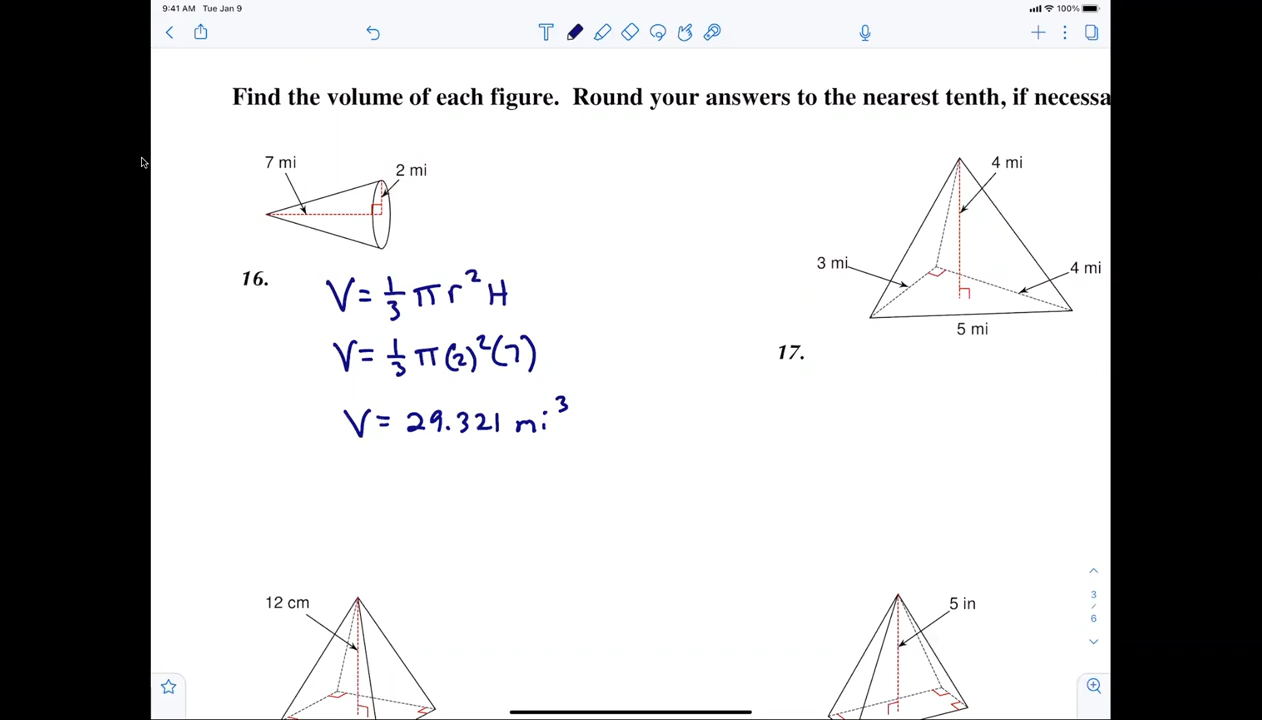 9:41 AM Tue Jan 9
100%
Find the volume of each figure. Round your answers to the nearest tenth, if necessa
7 mi
2 mi
16.
V = 1/3 π r² H
V = 1/3 π (2)² (7)
V = 29.321 mi³
4 mi
3 mi
4 mi
5 mi
17.
12 cm
5 in
3
/
6